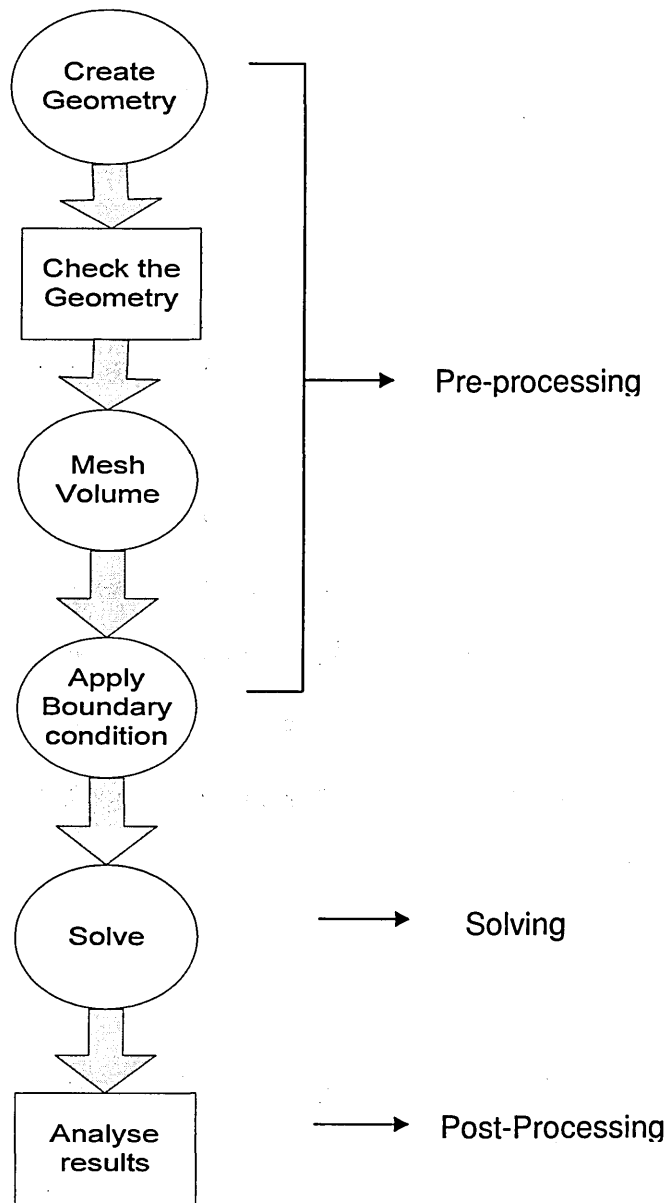 Create
Geometry
Check the
Geometry
Mesh
Volume
Pre-processing
Apply
Boundary
condition
Solve
Solving
Analyse
results
Post-Processing